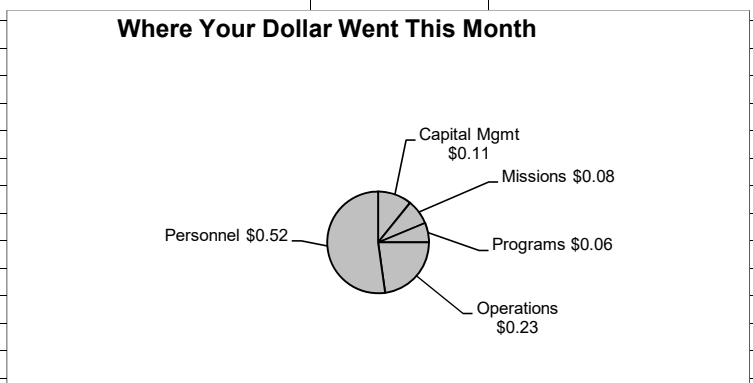 Where Your Dollar Went This Month
Capital Mgmt
$0.11
Missions $0.08
Personnel $0.52
Programs $0.06
Operations
$0.23